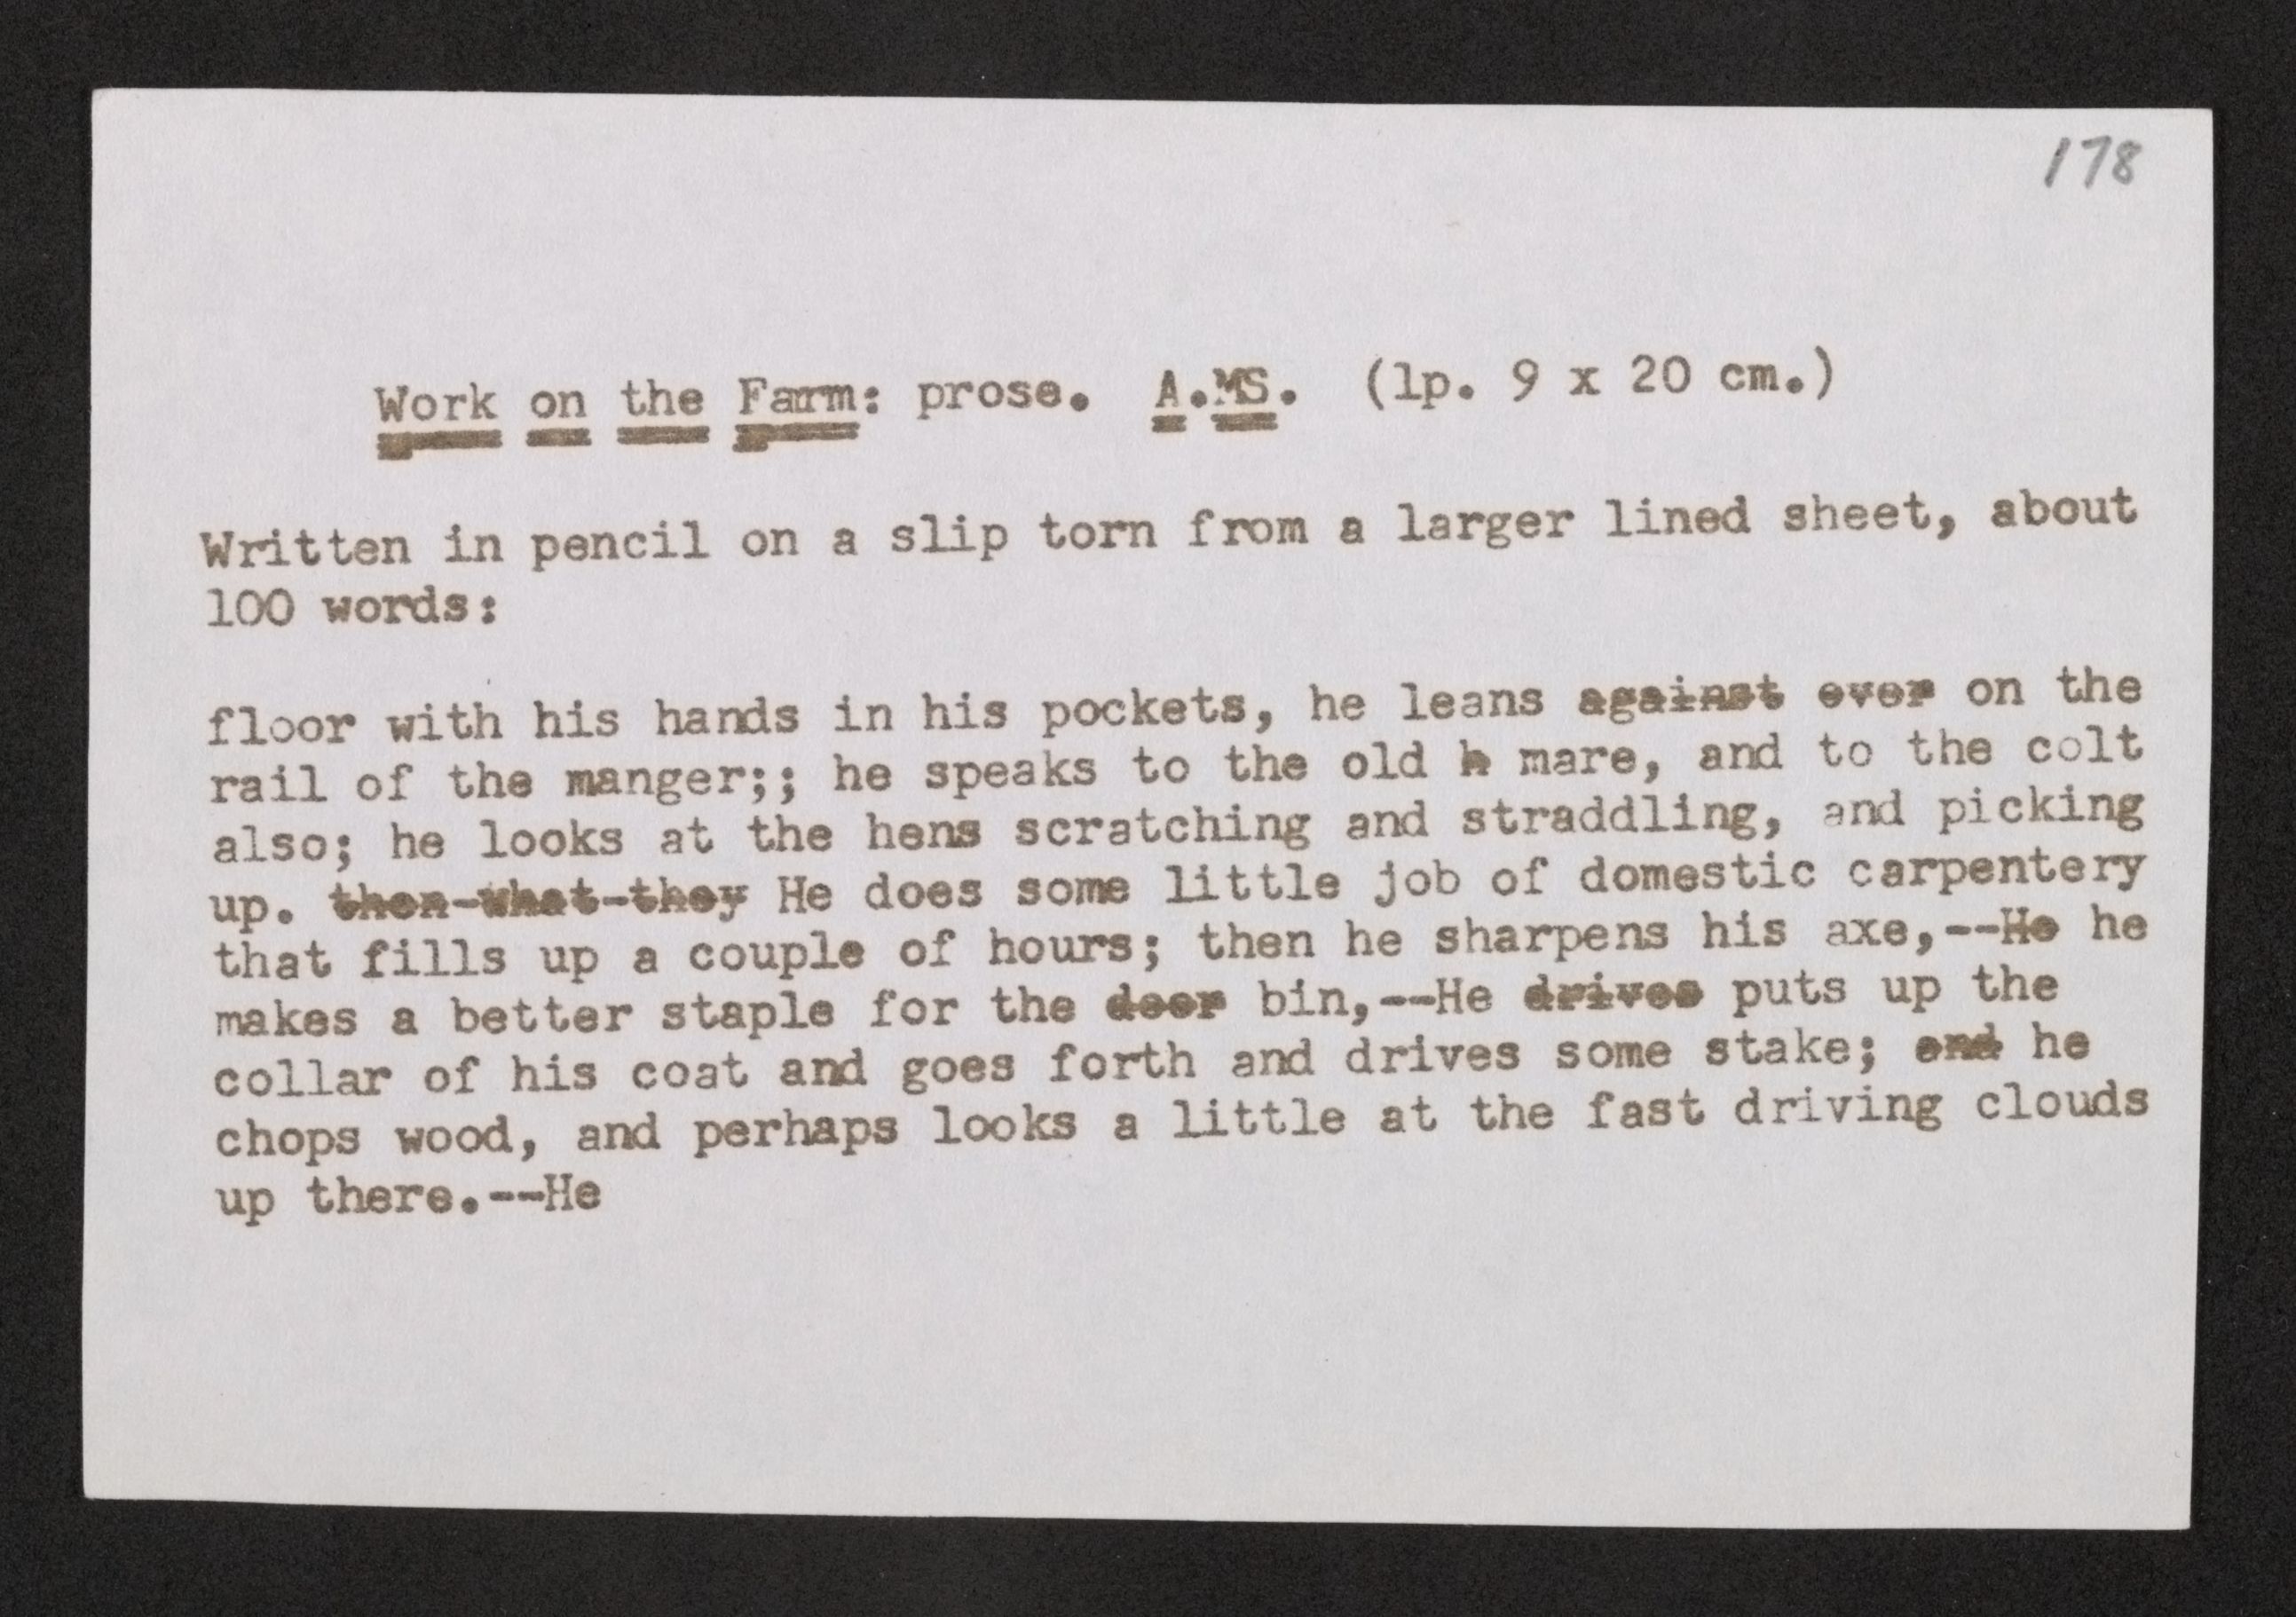 178
Work on the Farm: prose. A.MS. (1p. 9 x 20 cm.)
Written in pencil on a slip torn from a larger lined sheet, about
100 words:
floor with his hands in his pockets, he leans against over on the
rail of the manger;; he speaks to the old h mare, and to the colt
also; he looks at the hens scratching and straddling, and picking
up. then what they He does some little job of domestic carpentery
that fills up a couple of hours; then he sharpens his axe,--He he
makes a better staple for the door bin,--He drives puts up the
collar of his coat and goes forth and drives some stake; and he
chops wood, and perhaps looks a little at the fast driving clouds
up there.--He